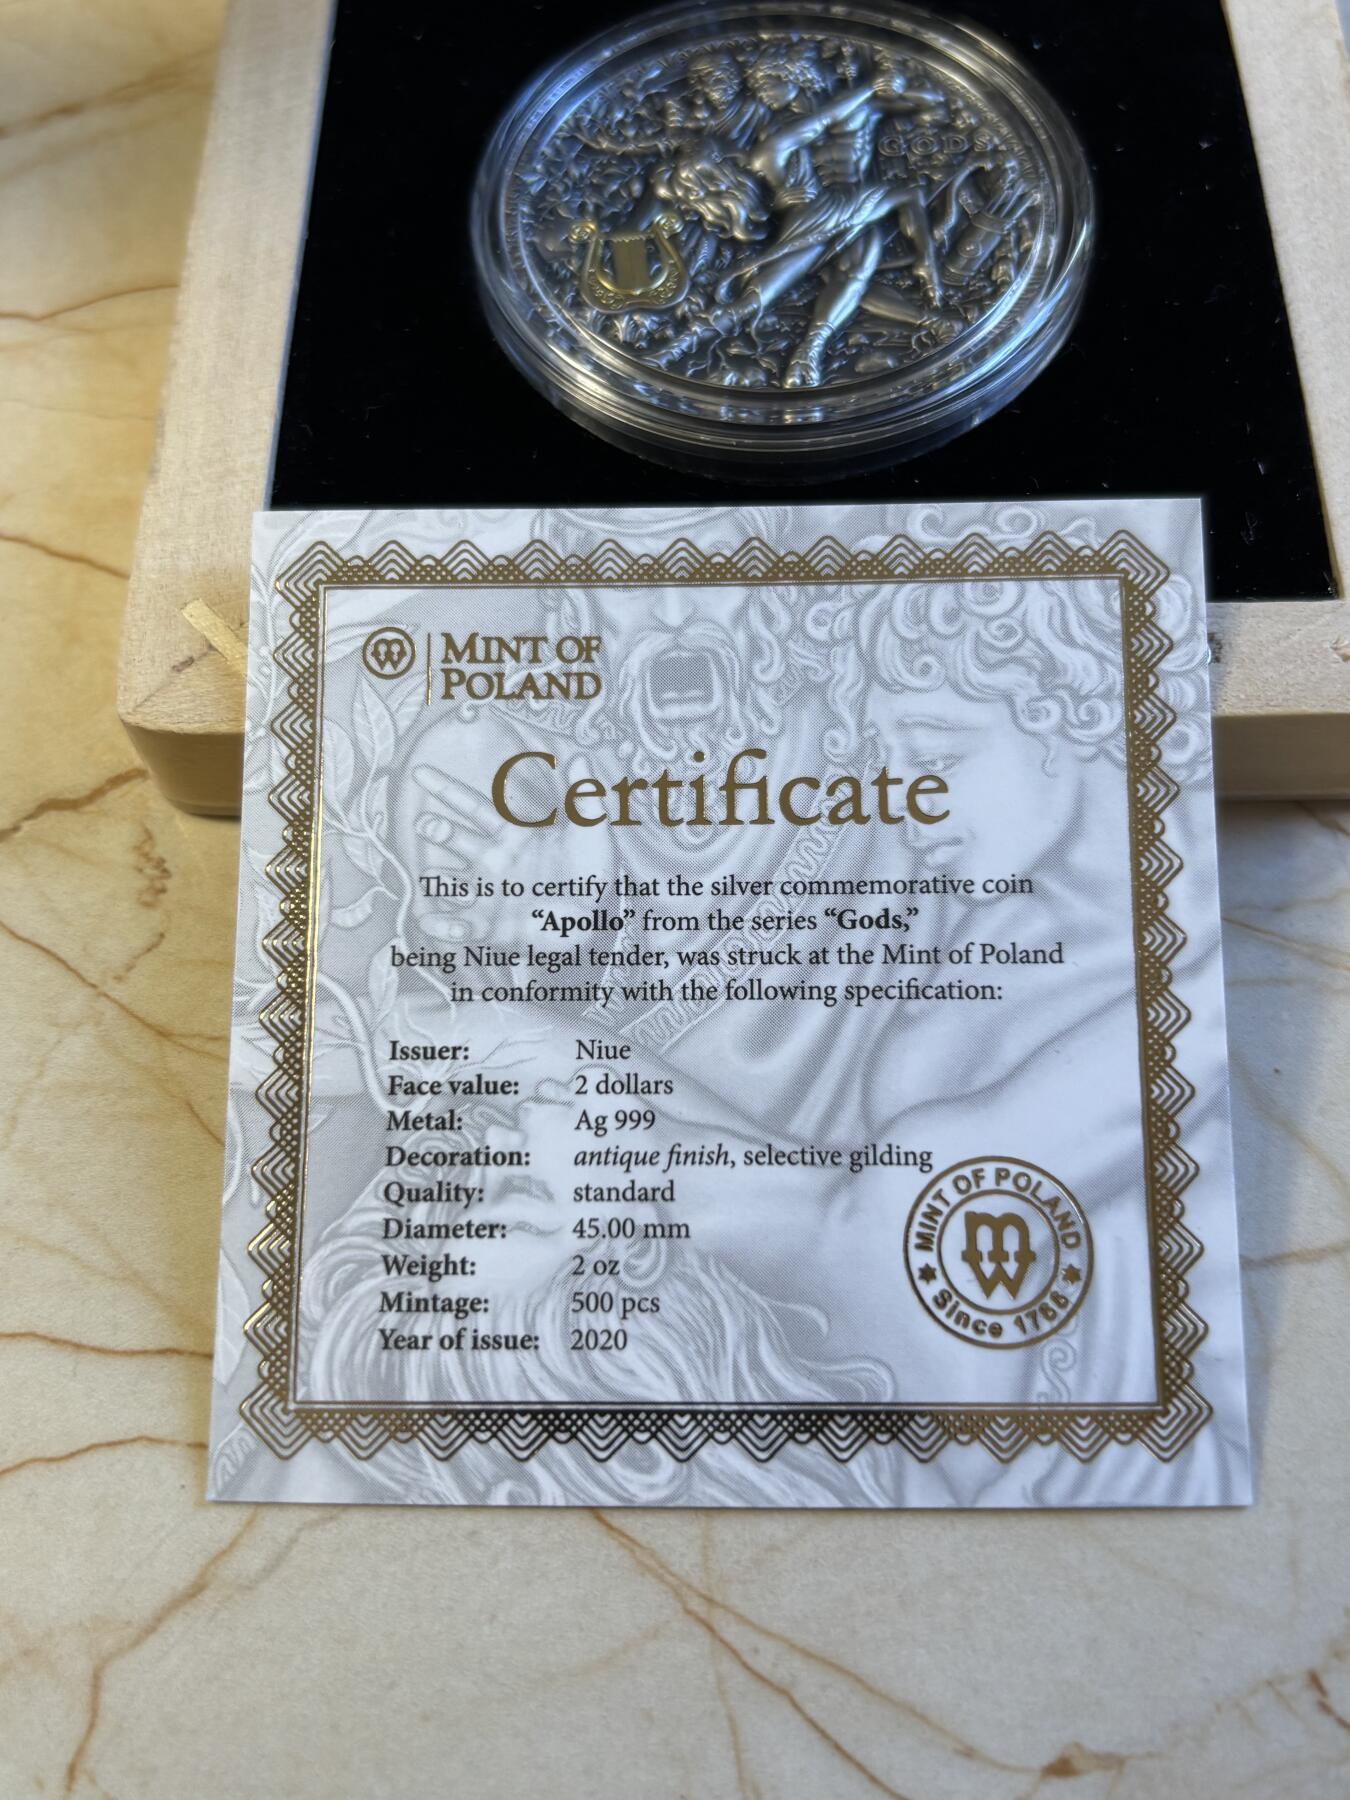 GODS
MINT OF
POLAND
Certificate
This is to certify that the silver commemorative coin
“Apollo” from the series “Gods,”
being Niue legal tender, was struck at the Mint of Poland
in conformity with the following specification:
Issuer: Niue
Face value: 2 dollars
Metal: Ag 999
Decoration: antique finish, selective gilding
Quality: standard
Diameter: 45.00 mm
Weight: 2 oz
Mintage: 500 pcs
Year of issue: 2020
MINT OF POLAND
Since 1766